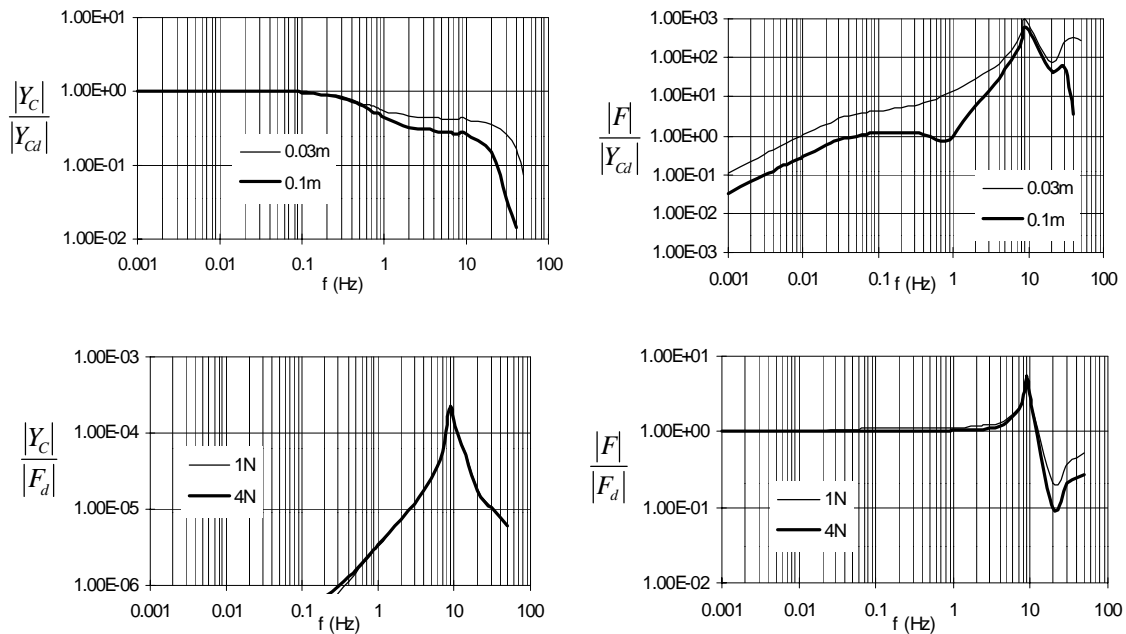 |Y_C|
|Y_Cd|
1.00E+01
1.00E+00
1.00E-01
1.00E-02
0.03m
0.1m
0.001
0.01
0.1
1
10
100
f (Hz)
|F|
|Y_Cd|
1.00E+03
1.00E+02
1.00E+01
1.00E+00
1.00E-01
1.00E-02
1.00E-03
0.03m
0.1m
0.001
0.01
0.1
1
10
100
f (Hz)
|Y_C|
|F_d|
1.00E-03
1.00E-04
1.00E-05
1.00E-06
1N
4N
0.001
0.01
0.1
1
10
100
f (Hz)
|F|
|F_d|
1.00E+01
1.00E+00
1.00E-01
1.00E-02
1N
4N
0.001
0.01
0.1
1
10
100
f (Hz)